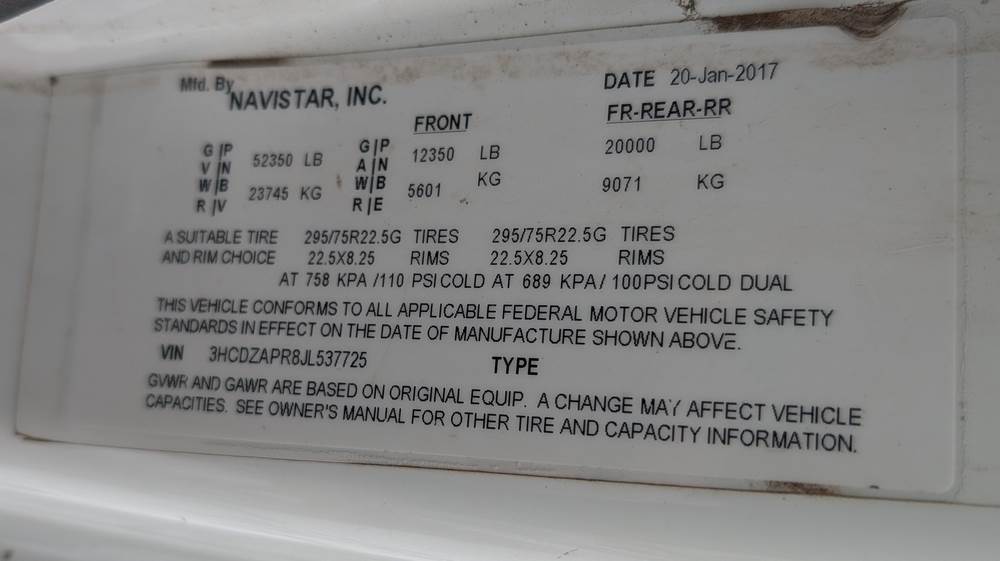 Mfd. By NAVISTAR, INC. DATE 20-Jan-2017
FRONT FR-REAR-RR
G|P G|P
V|N 52350 LB A|N 12350 LB 20000 LB
W|B 23745 KG W|B 5601 KG 9071 KG
R|V R|E
A SUITABLE TIRE 295/75R22.5G TIRES 295/75R22.5G TIRES
AND RIM CHOICE 22.5X8.25 RIMS 22.5X8.25 RIMS
AT 758 KPA /110 PSI COLD AT 689 KPA/ 100PSI COLD DUAL
THIS VEHICLE CONFORMS TO ALL APPLICABLE FEDERAL MOTOR VEHICLE SAFETY
STANDARDS IN EFFECT ON THE DATE OF MANUFACTURE SHOWN ABOVE.
VIN 3HCDZAPR8JL537725 TYPE
GVWR AND GAWR ARE BASED ON ORIGINAL EQUIP. A CHANGE MAY AFFECT VEHICLE
CAPACITIES. SEE OWNER'S MANUAL FOR OTHER TIRE AND CAPACITY INFORMATION.